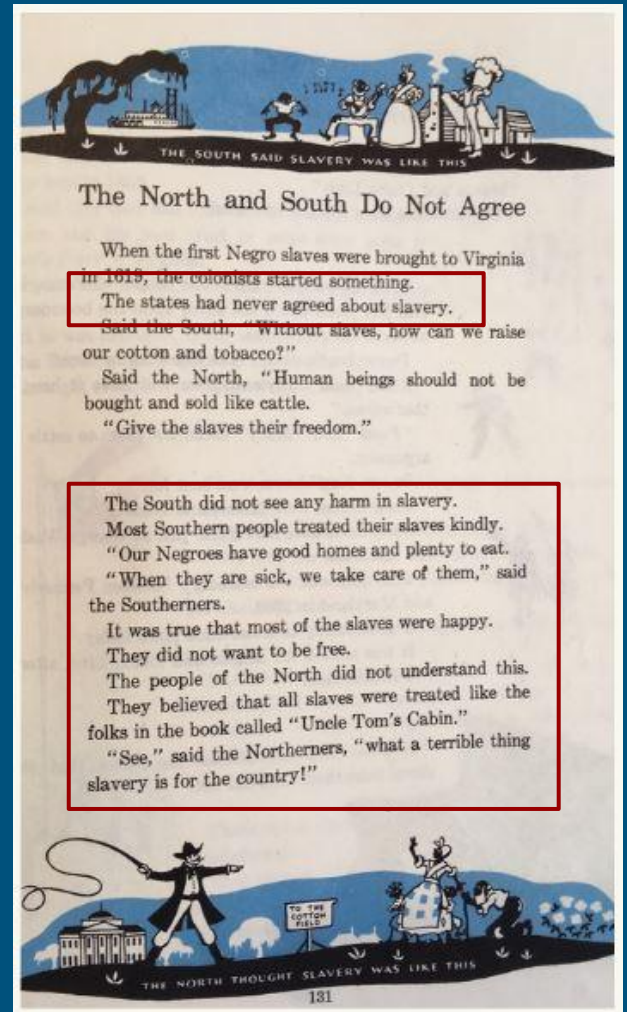 THE SOUTH SAID SLAVERY WAS LIKE THIS
The North and South Do Not Agree
When the first Negro slaves were brought to Virginia
in 1619, the colonists started something.
The states had never agreed about slavery.
Said the South, "Without slaves, how can we raise
our cotton and tobacco?"
Said the North, "Human beings should not be
bought and sold like cattle.
"Give the slaves their freedom."
The South did not see any harm in slavery.
Most Southern people treated their slaves kindly.
"Our Negroes have good homes and plenty to eat.
"When they are sick, we take care of them," said
the Southerners.
It was true that most of the slaves were happy.
They did not want to be free.
The people of the North did not understand this.
They believed that all slaves were treated like the
folks in the book called "Uncle Tom's Cabin."
"See," said the Northerners, "what a terrible thing
slavery is for the country!"
TO THE
COTTON
FIELD
THE NORTH THOUGHT SLAVERY WAS LIKE THIS
131